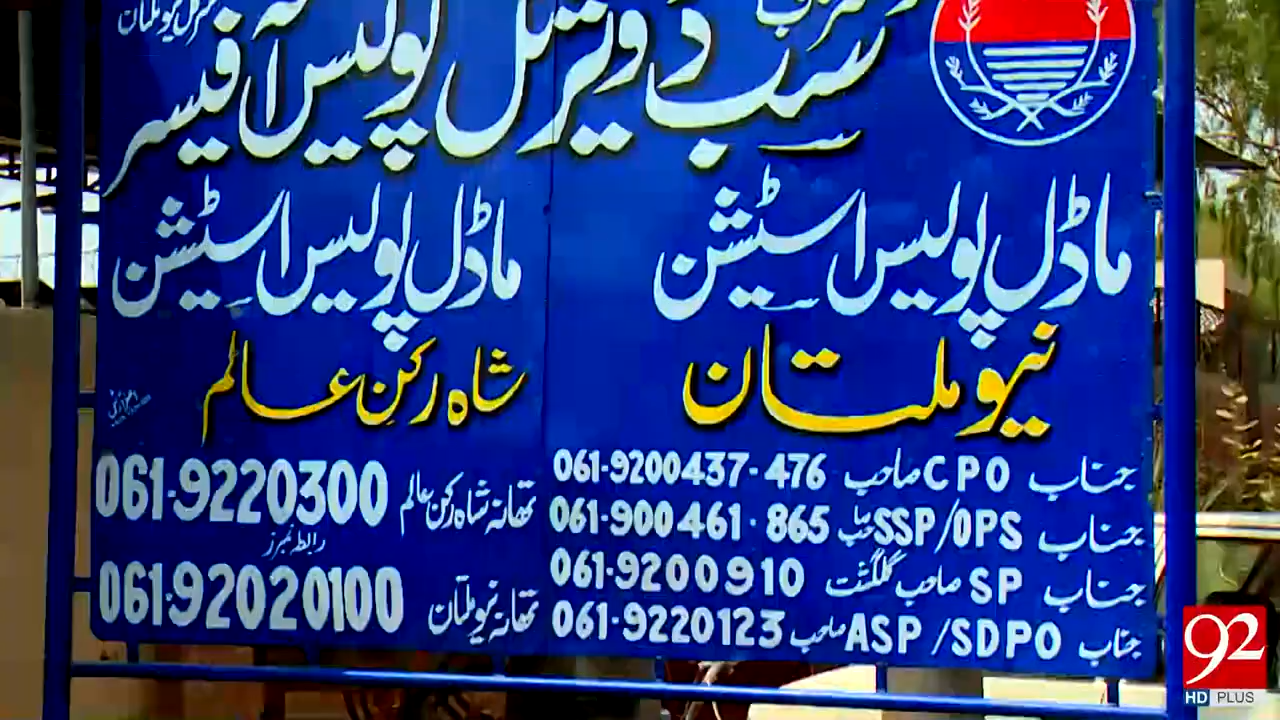 سب ڈویژنل پولیس آفیسر
ماڈل پولیس اسٹیشن
نیو ملتان
ماڈل پولیس اسٹیشن
شاہ رکن عالم
جناب CPO صاحب 061-9200437-476
جناب SSP/OPS صاحب 061-900461-865
جناب SP صاحب گلگشت 061-9200910
جناب ASP/SDPO صاحب 061-9220123
تھانہ شاہ رکن عالم 061-9220300
رابطہ نمبرز
تھانہ نیو ملتان 061-92020100
92
HD PLUS